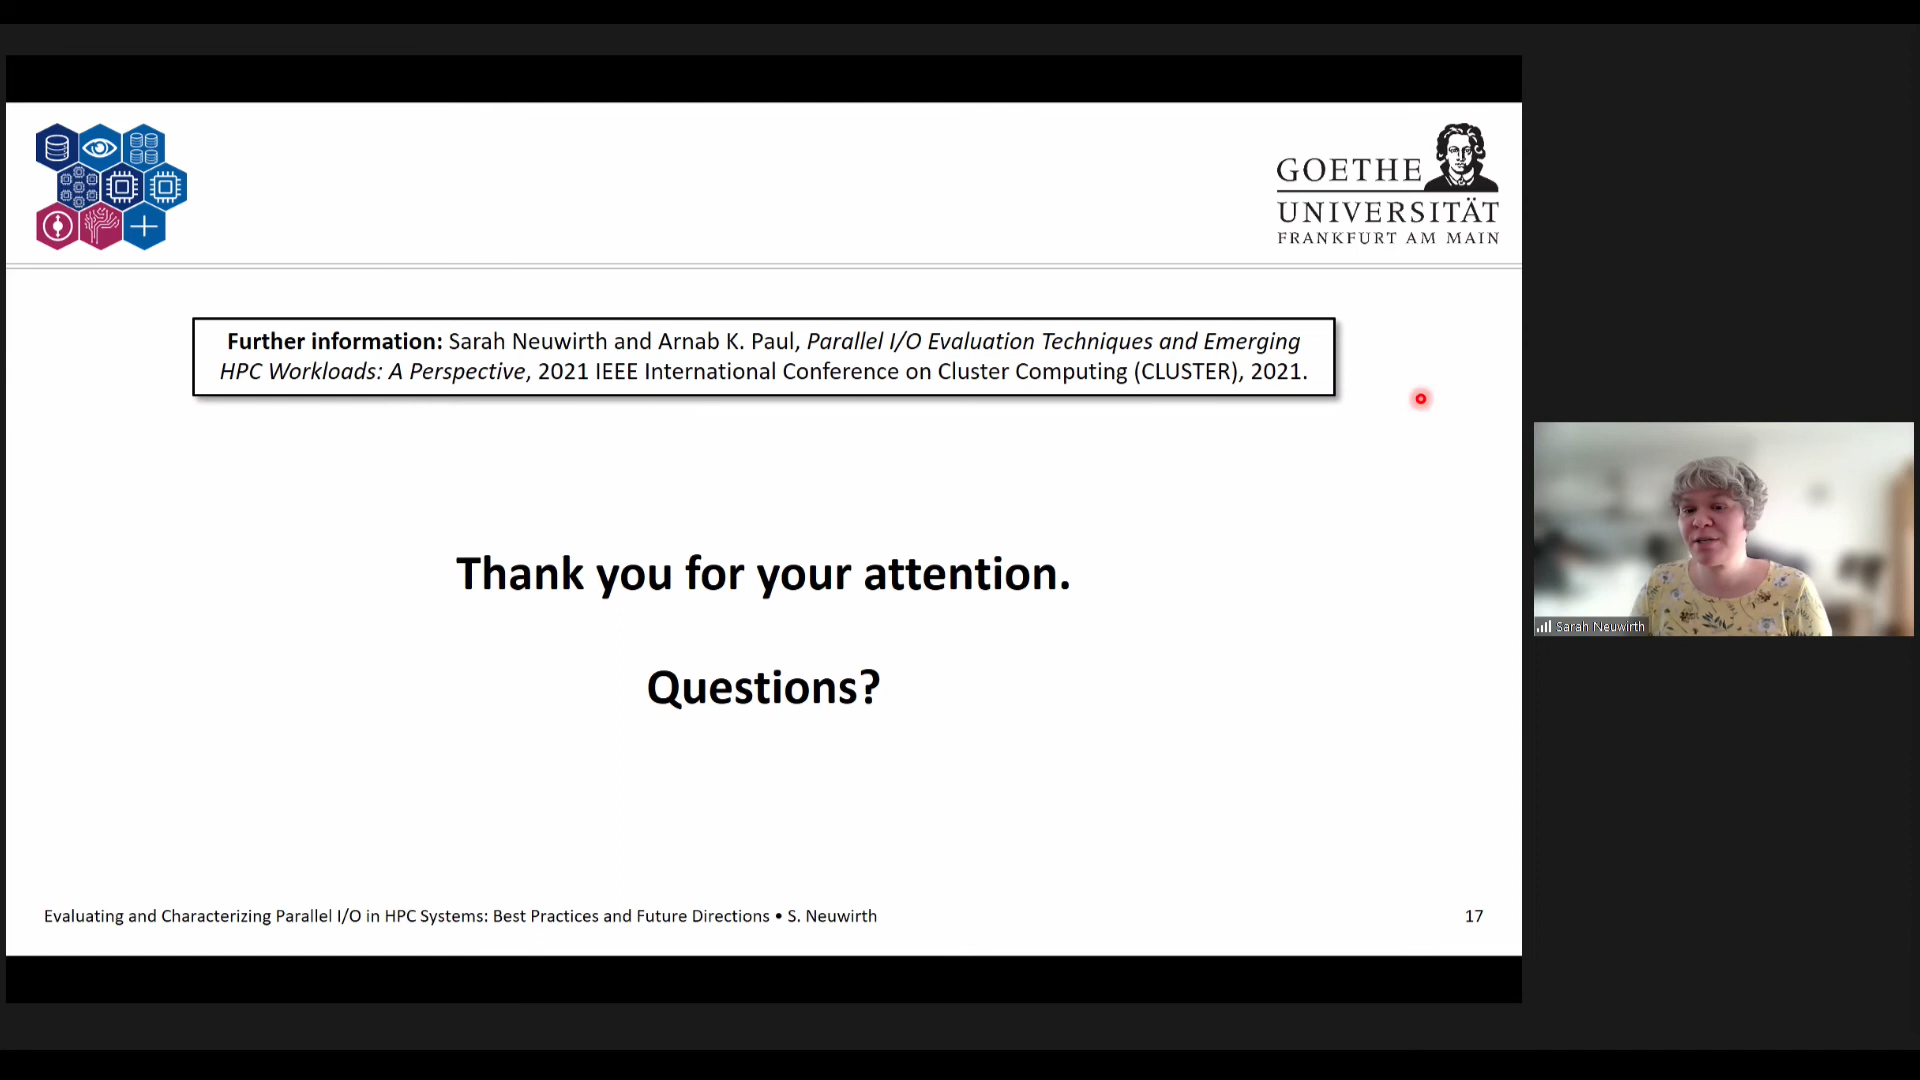 GOETHE
UNIVERSITÄT
FRANKFURT AM MAIN
Further information: Sarah Neuwirth and Arnab K. Paul, Parallel I/O Evaluation Techniques and Emerging
HPC Workloads: A Perspective, 2021 IEEE International Conference on Cluster Computing (CLUSTER), 2021.
Thank you for your attention.
Questions?
Sarah Neuwirth
Evaluating and Characterizing Parallel I/O in HPC Systems: Best Practices and Future Directions • S. Neuwirth
17